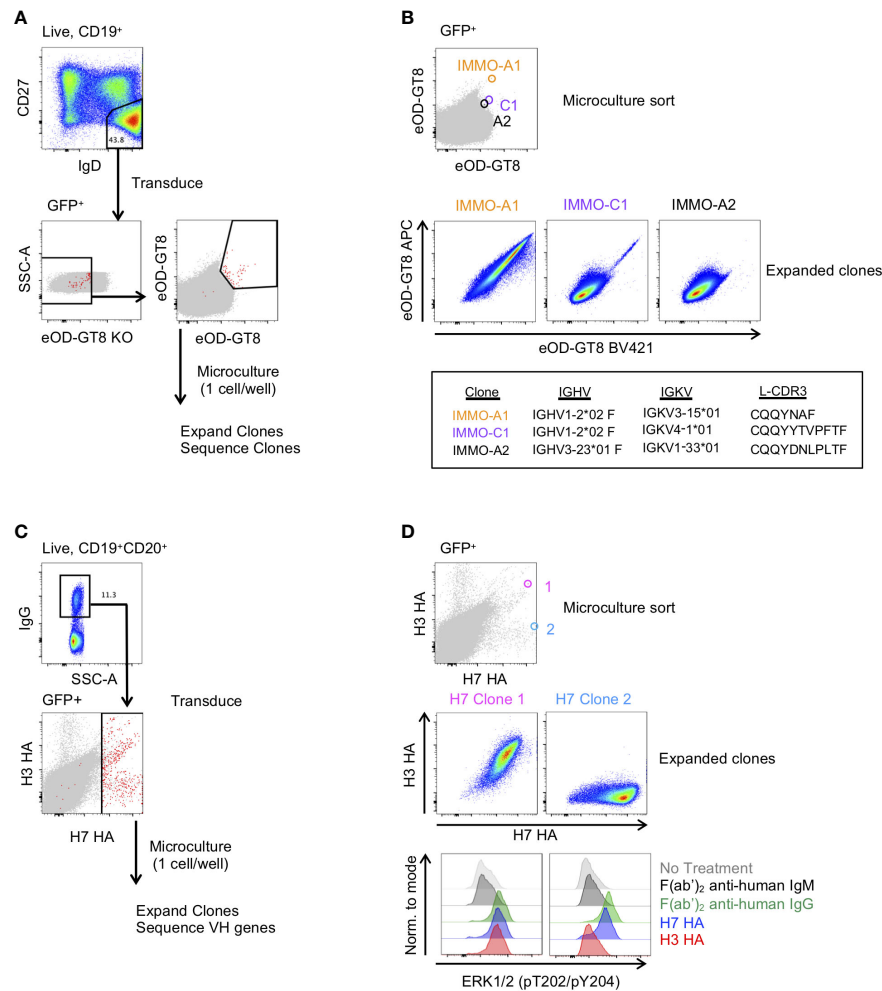 A
Live, CD19⁺
CD27
43.8
IgD
Transduce
GFP⁺
SSC-A
eOD-GT8 KO
eOD-GT8
eOD-GT8
Microculture
(1 cell/well)
Expand Clones
Sequence Clones
B
GFP⁺
IMMO-A1
C1
A2
eOD-GT8
eOD-GT8
Microculture sort
IMMO-A1 IMMO-C1 IMMO-A2
eOD-GT8 APC
Expanded clones
eOD-GT8 BV421
Clone IGHV IGKV L-CDR3
IMMO-A1 IGHV1-2*02 F IGKV3-15*01 CQQYNAF
IMMO-C1 IGHV1-2*02 F IGKV4-1*01 CQQYYTVPFTF
IMMO-A2 IGHV3-23*01 F IGKV1-33*01 CQQYDNLPLTF
C
Live, CD19⁺CD20⁺
11.3
IgG
SSC-A
GFP+
Transduce
H3 HA
H7 HA
Microculture
(1 cell/well)
Expand Clones
Sequence VH genes
D
GFP⁺
1
2
H3 HA
H7 HA
Microculture sort
H7 Clone 1 H7 Clone 2
H3 HA
Expanded clones
H7 HA
Norm. to mode
No Treatment
F(ab')₂ anti-human IgM
F(ab')₂ anti-human IgG
H7 HA
H3 HA
ERK1/2 (pT202/pY204)